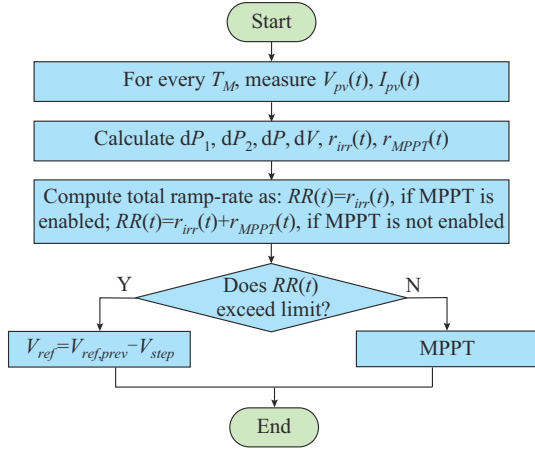 Start
For every T_M, measure V_pv(t), I_pv(t)
Calculate dP_1, dP_2, dP, dV, r_irr(t), r_MPPT(t)
Compute total ramp-rate as: RR(t)=r_irr(t), if MPPT is
enabled; RR(t)=r_irr(t)+r_MPPT(t), if MPPT is not enabled
Y
Does RR(t)
exceed limit?
N
V_ref=V_ref,prev−V_step
MPPT
End